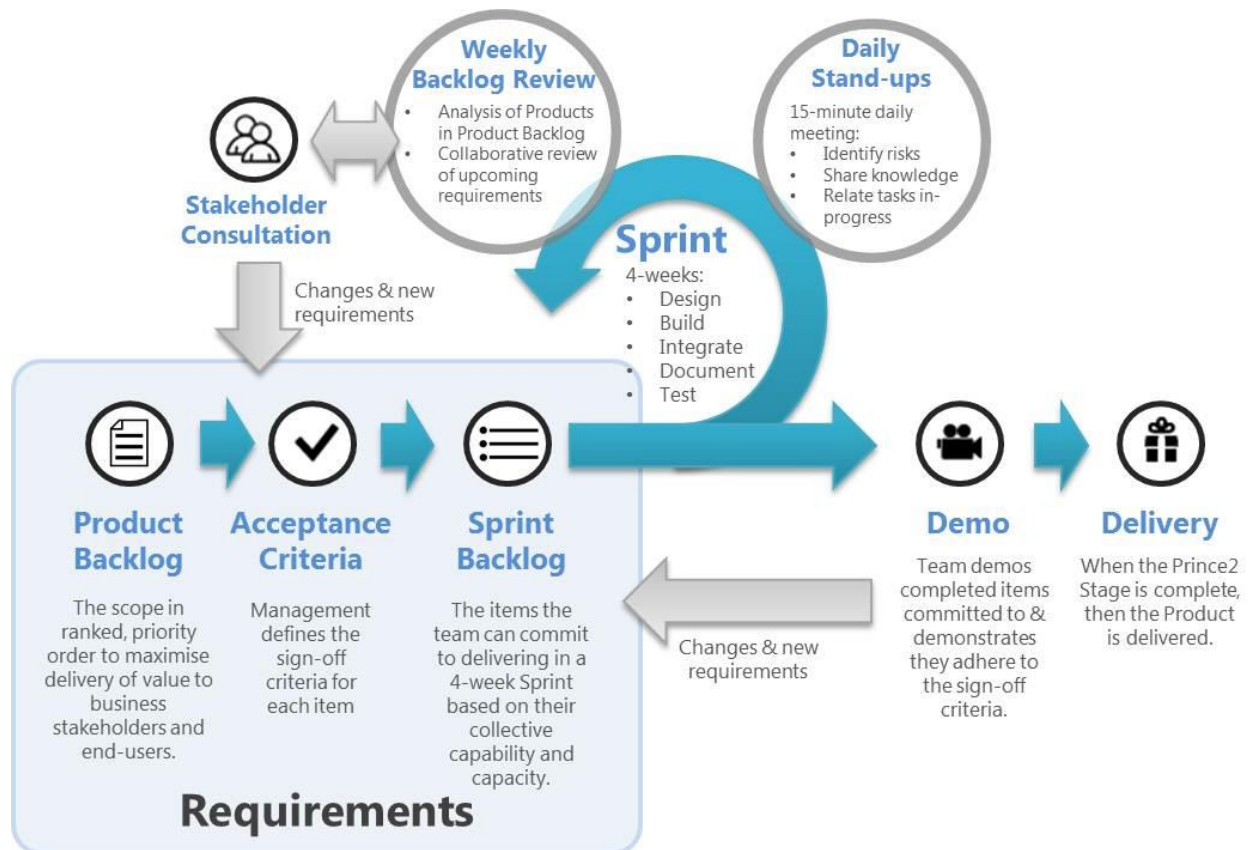 Weekly
Backlog Review
• Analysis of Products
in Product Backlog
• Collaborative review
of upcoming
requirements
Daily
Stand-ups
15-minute daily
meeting:
• Identify risks
• Share knowledge
• Relate tasks in-
progress
Stakeholder
Consultation
Changes & new
requirements
Sprint
4-weeks:
• Design
• Build
• Integrate
• Document
• Test
Product
Backlog
The scope in
ranked, priority
order to maximise
delivery of value to
business
stakeholders and
end-users.
Acceptance
Criteria
Management
defines the
sign-off
criteria for
each item
Sprint
Backlog
The items the
team can commit
to delivering in a
4-week Sprint
based on their
collective
capability and
capacity.
Requirements
Changes & new
requirements
Demo
Team demos
completed items
committed to &
demonstrates
they adhere to
the sign-off
criteria.
Delivery
When the Prince2
Stage is complete,
then the Product
is delivered.